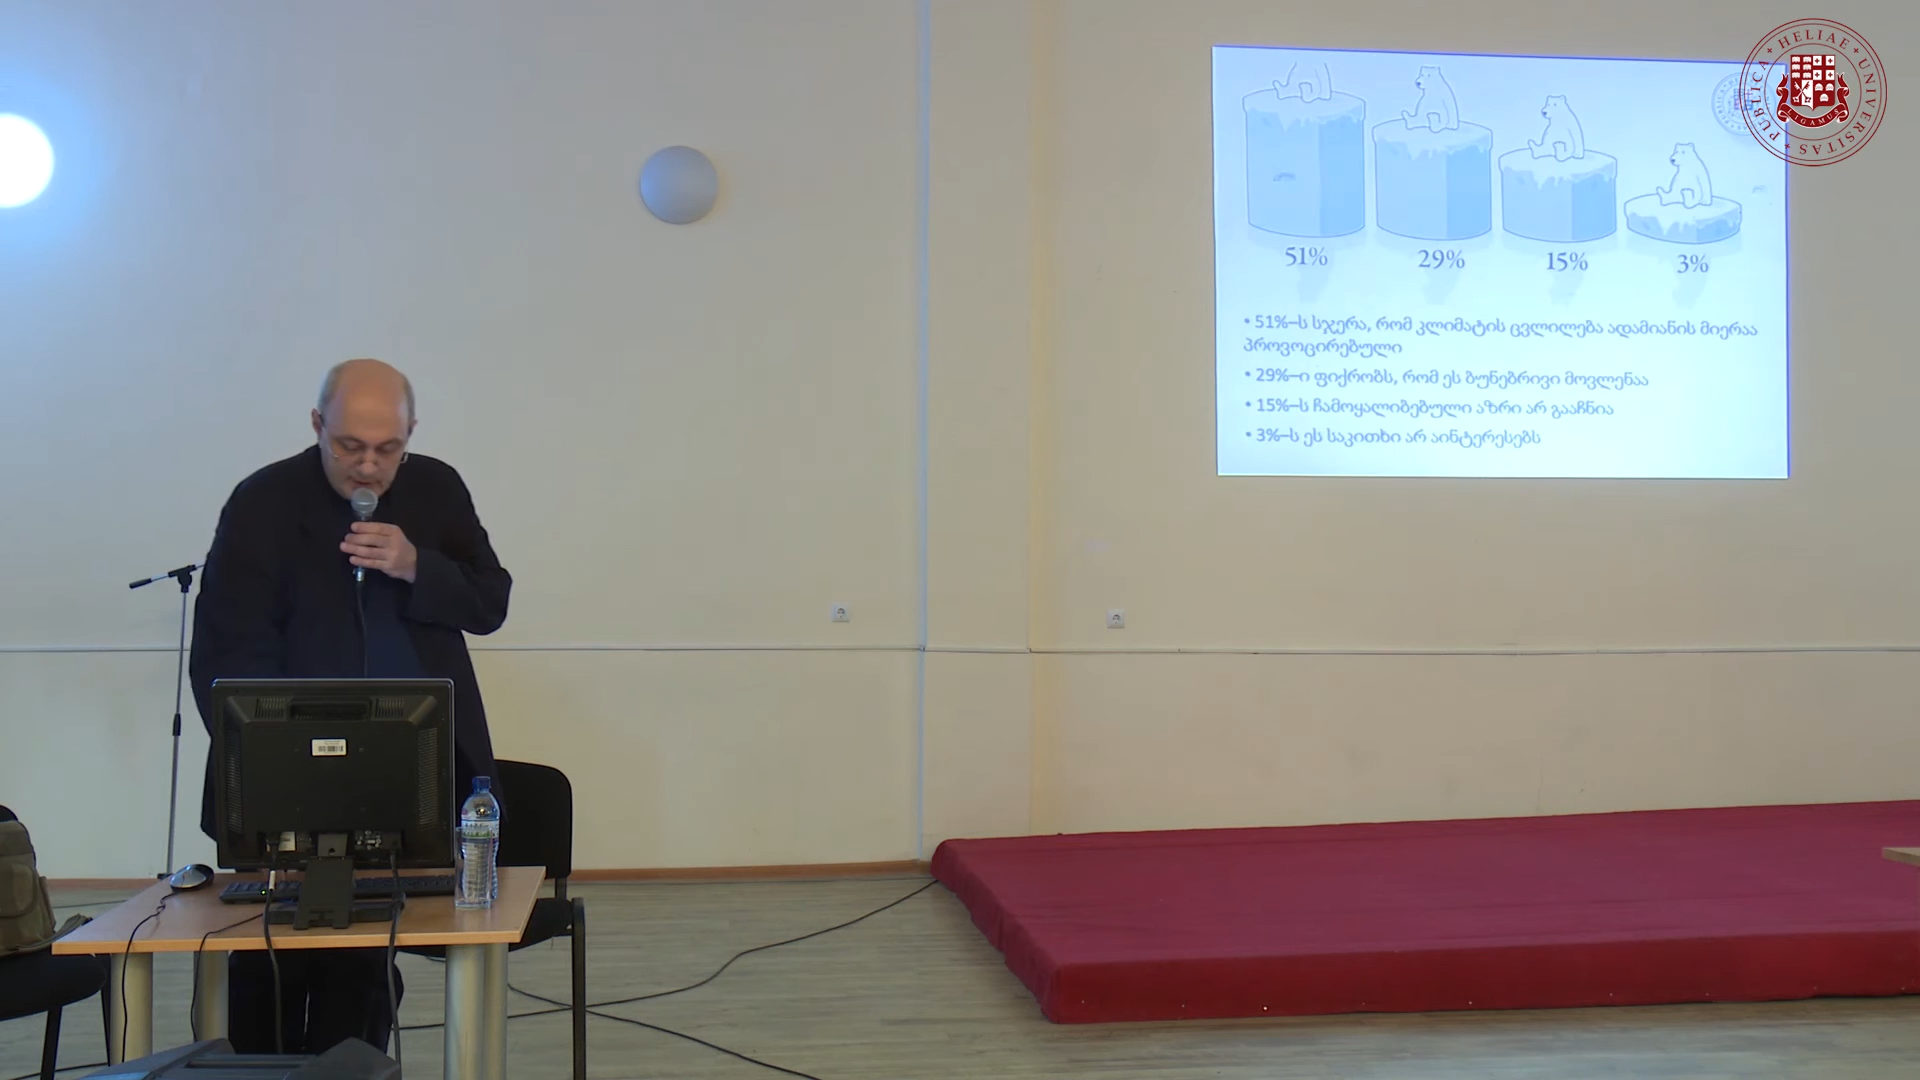 51% 29% 15% 3%
• 51%–ს სჯერა, რომ კლიმატის ცვლილება ადამიანის მიერაა
პროვოცირებული
• 29%–ი ფიქრობს, რომ ეს ბუნებრივი მოვლენაა
• 15%–ს ჩამოყალიბებული აზრი არ გააჩნია
• 3%–ს ეს საკითხი არ აინტერესებს
PUBLICA HELIAE UNIVERSITAS
LIGAMUS